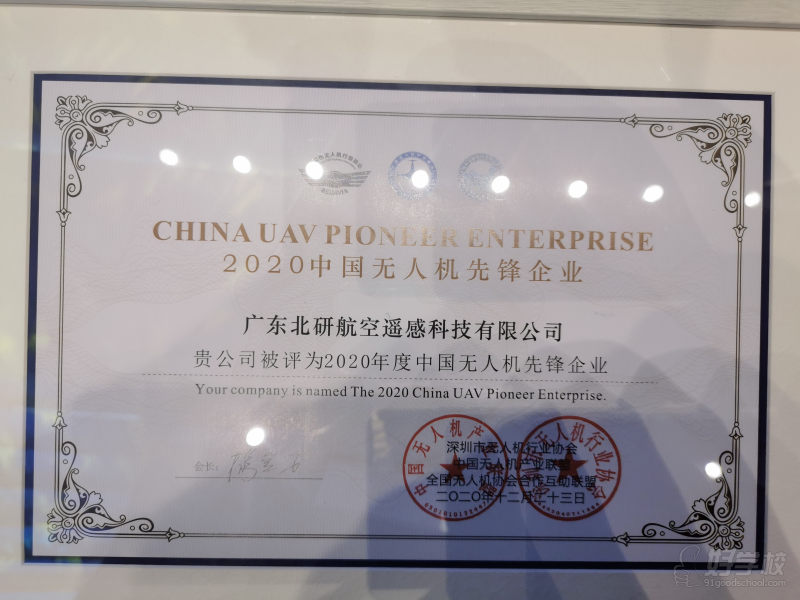 CHINA UAV PIONEER ENTERPRISE
2020中国无人机先锋企业
广东北研航空遥感科技有限公司
贵公司被评为2020年度中国无人机先锋企业
Your company is named The 2020 China UAV Pioneer Enterprise.
会长:
深圳市无人机行业协会
中国无人机产业联盟
全国无人机协会合作互助联盟
二〇二〇年十二月二十三日
好学校
91goodschool.com